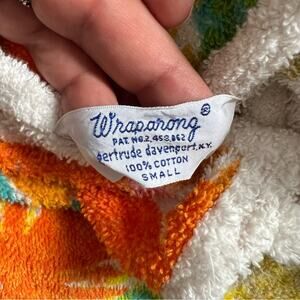 Wraparong ®
PAT. NO. 2,453,862
gertrude davenport, N.Y.
100% COTTON
SMALL